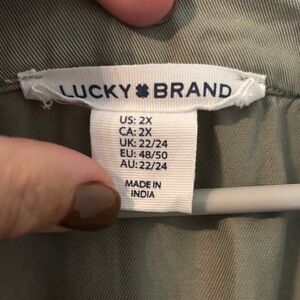 LUCKY BRAND
US: 2X
CA: 2X
UK: 22/24
EU: 48/50
AU: 22/24
MADE IN
INDIA